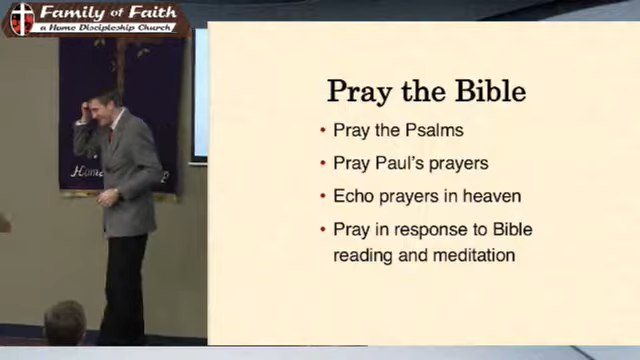 Family of Faith
a Home Discipleship Church
Pray the Bible
• Pray the Psalms
• Pray Paul's prayers
• Echo prayers in heaven
• Pray in response to Bible
reading and meditation